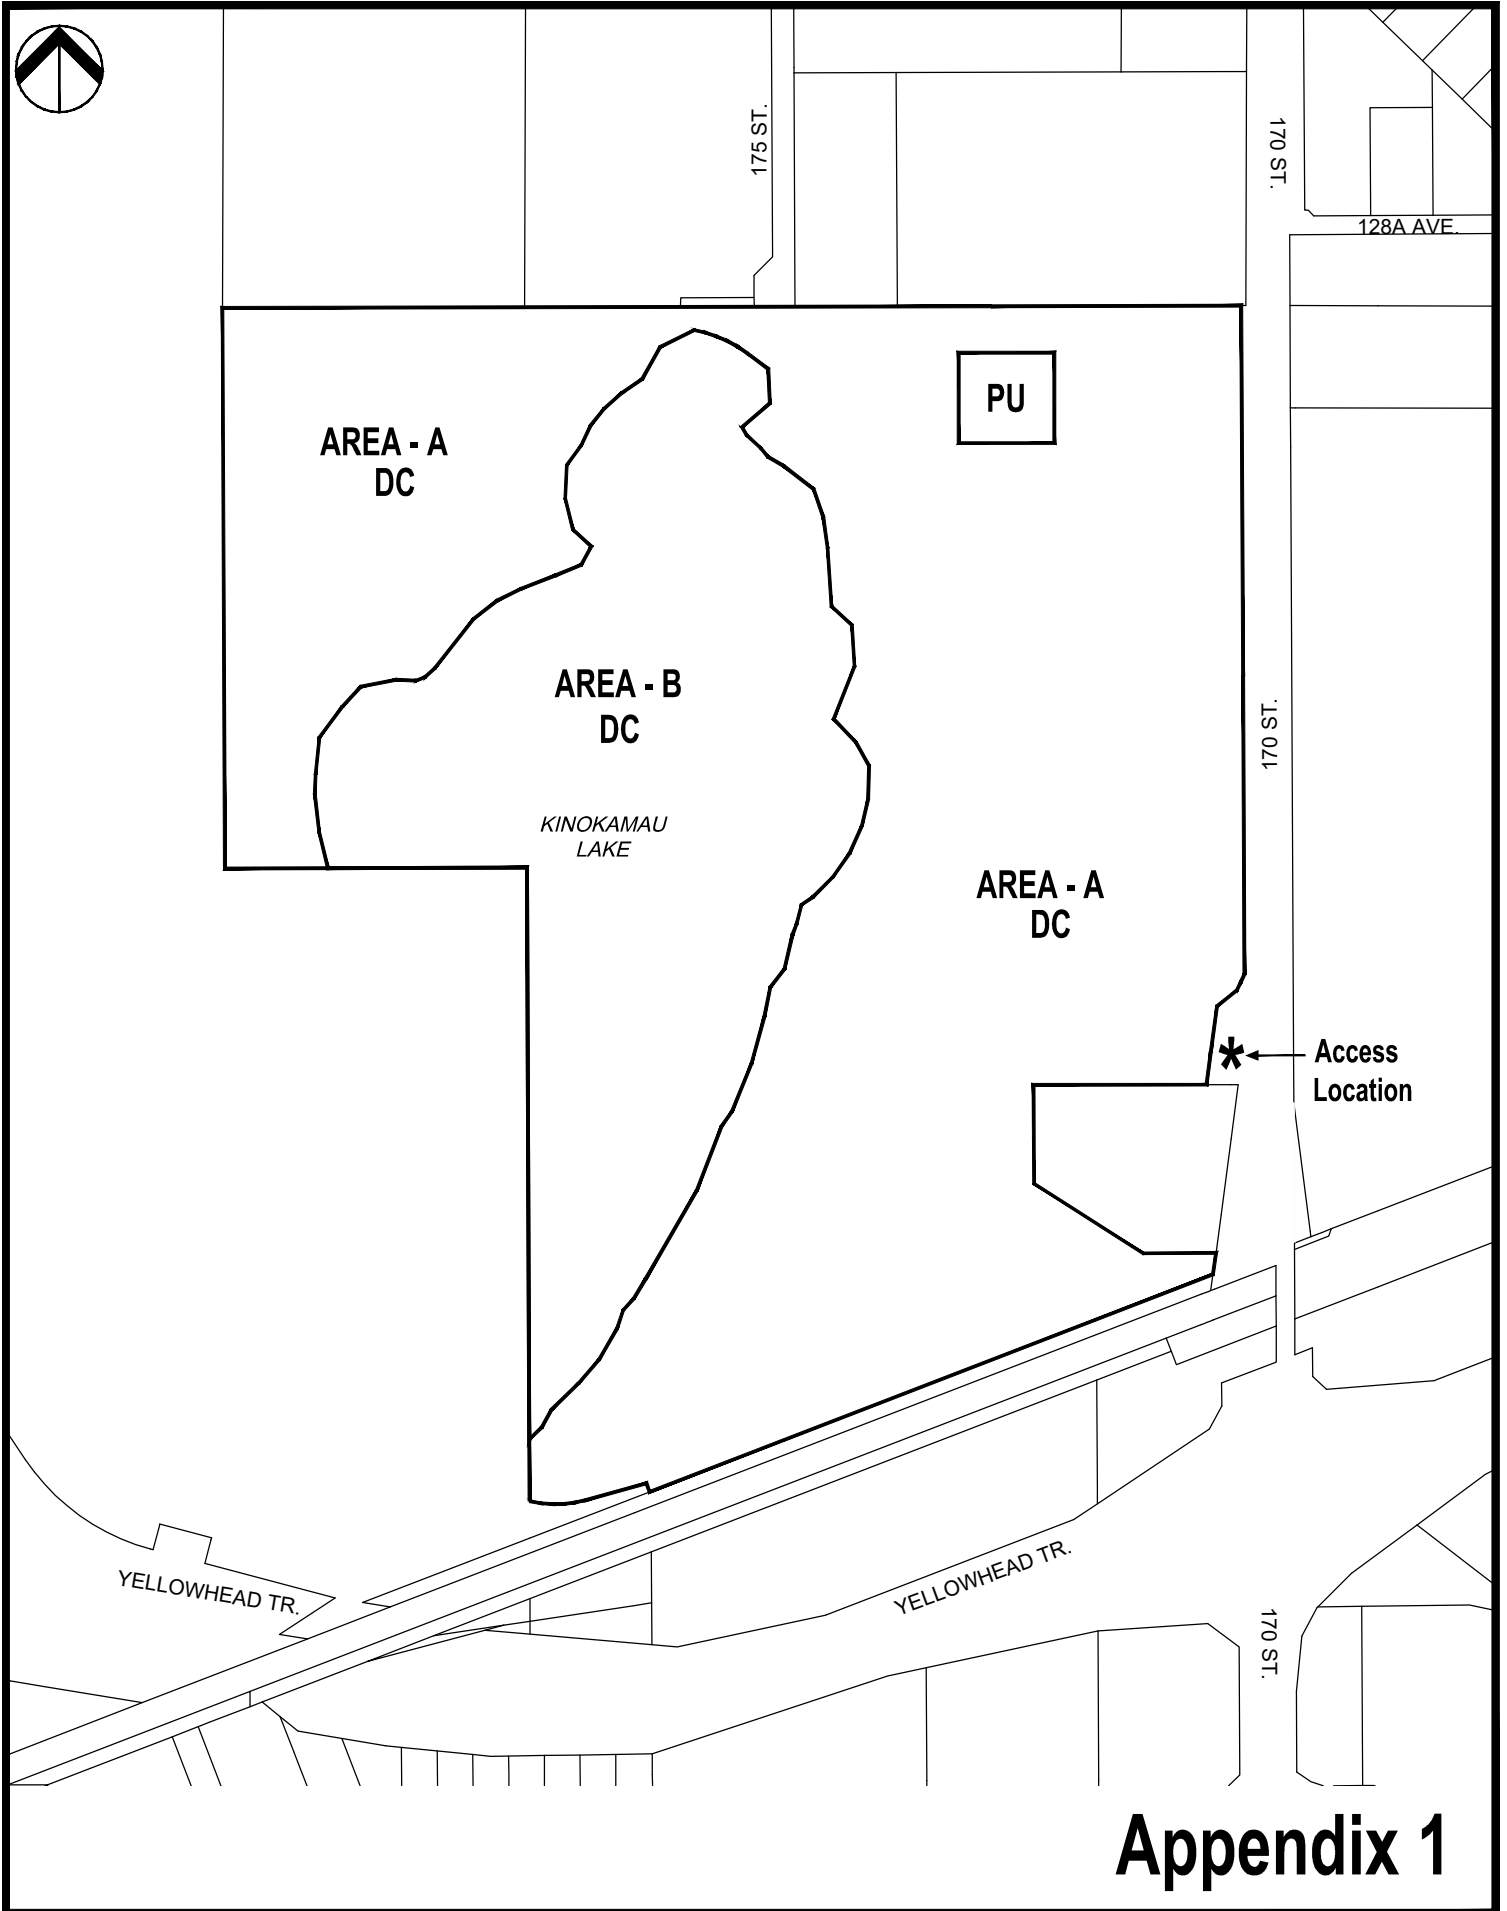 175 ST.
170 ST.
128A AVE.
PU
AREA - A
DC
AREA - B
DC
170 ST.
KINOKAMAU
LAKE
AREA - A
DC
*
Access
Location
YELLOWHEAD TR.
YELLOWHEAD TR.
170 ST.
Appendix 1